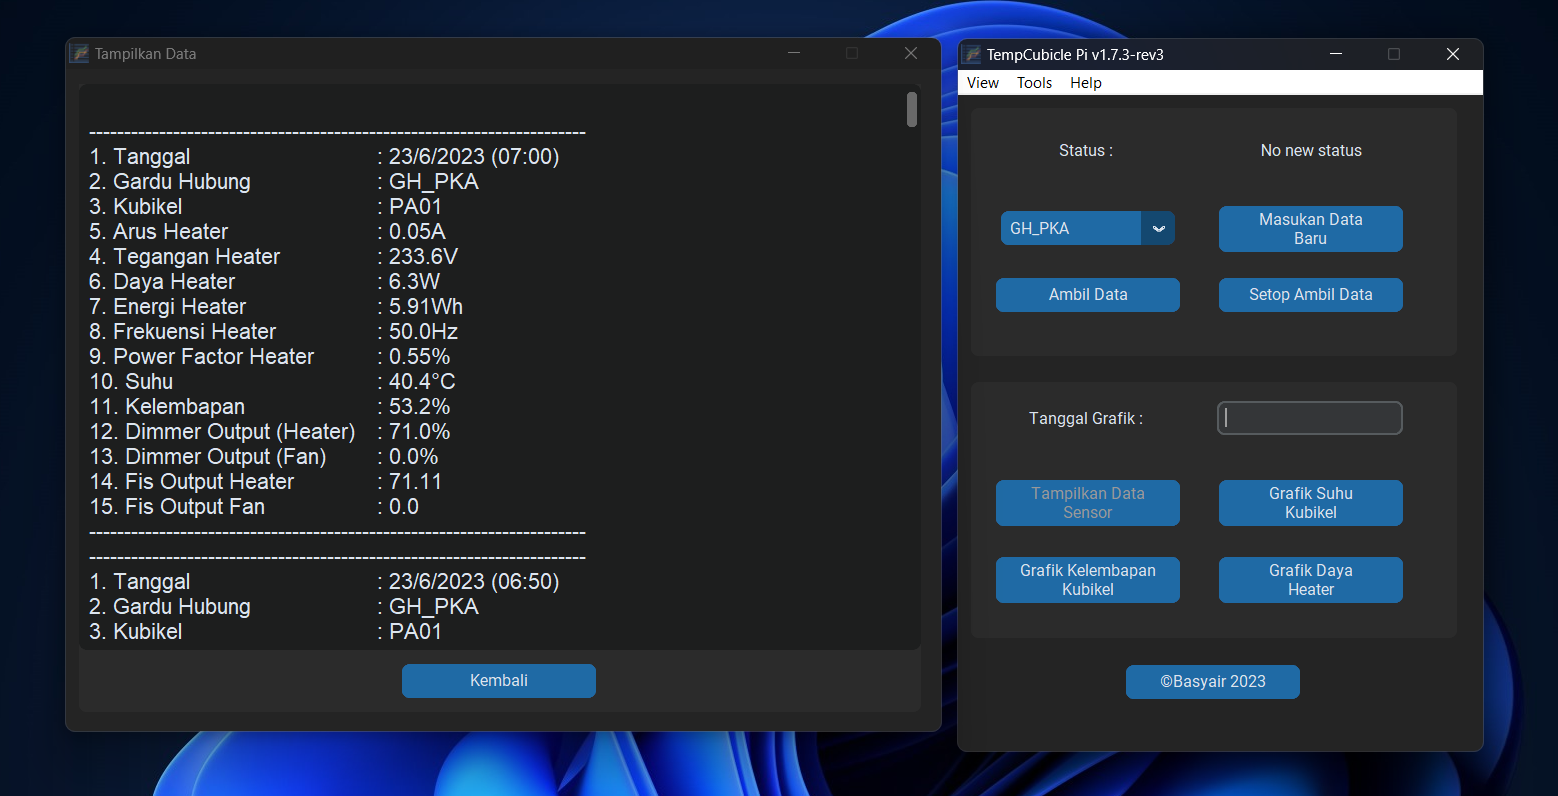 Tampilkan Data
-----------------------------------------------------------------------
1. Tanggal : 23/6/2023 (07:00)
2. Gardu Hubung : GH_PKA
3. Kubikel : PA01
5. Arus Heater : 0.05A
4. Tegangan Heater : 233.6V
6. Daya Heater : 6.3W
7. Energi Heater : 5.91Wh
8. Frekuensi Heater : 50.0Hz
9. Power Factor Heater : 0.55%
10. Suhu : 40.4°C
11. Kelembapan : 53.2%
12. Dimmer Output (Heater) : 71.0%
13. Dimmer Output (Fan) : 0.0%
14. Fis Output Heater : 71.11
15. Fis Output Fan : 0.0
-----------------------------------------------------------------------
-----------------------------------------------------------------------
1. Tanggal : 23/6/2023 (06:50)
2. Gardu Hubung : GH_PKA
3. Kubikel : PA01
Kembali
TempCubicle Pi v1.7.3-rev3
View Tools Help
Status : No new status
GH_PKA
Masukan Data
Baru
Ambil Data
Setop Ambil Data
Tanggal Grafik :
Tampilkan Data
Sensor
Grafik Suhu
Kubikel
Grafik Kelembapan
Kubikel
Grafik Daya
Heater
©Basyair 2023